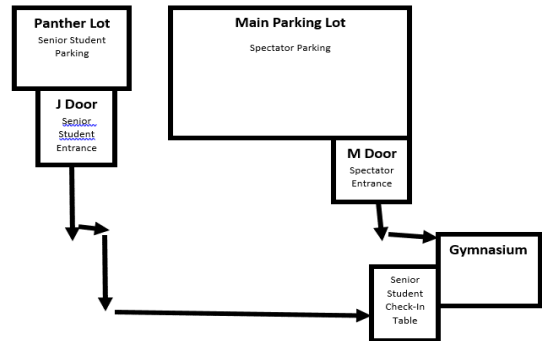 Panther Lot
Senior Student
Parking
Main Parking Lot
Spectator Parking
J Door
Senior
Student
Entrance
M Door
Spectator
Entrance
Gymnasium
Senior
Student
Check-In
Table